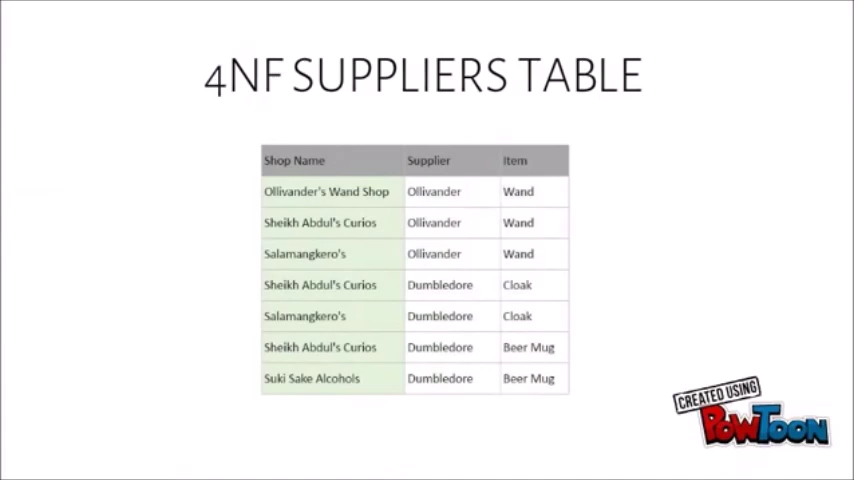 4NF SUPPLIERS TABLE
Shop Name Supplier Item
Ollivander's Wand Shop Ollivander Wand
Sheikh Abdul's Curios Ollivander Wand
Salamangkero's Ollivander Wand
Sheikh Abdul's Curios Dumbledore Cloak
Salamangkero's Dumbledore Cloak
Sheikh Abdul's Curios Dumbledore Beer Mug
Suki Sake Alcohols Dumbledore Beer Mug
CREATED USING
POWTOON